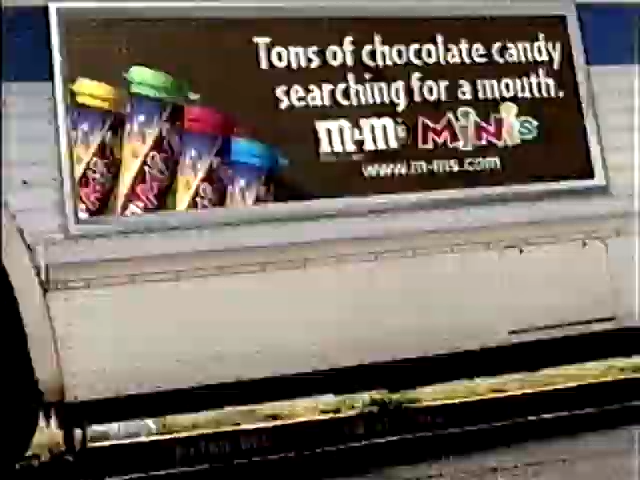 Tons of chocolate candy
searching for a mouth.
m&m's MINIS
www.m-ms.com